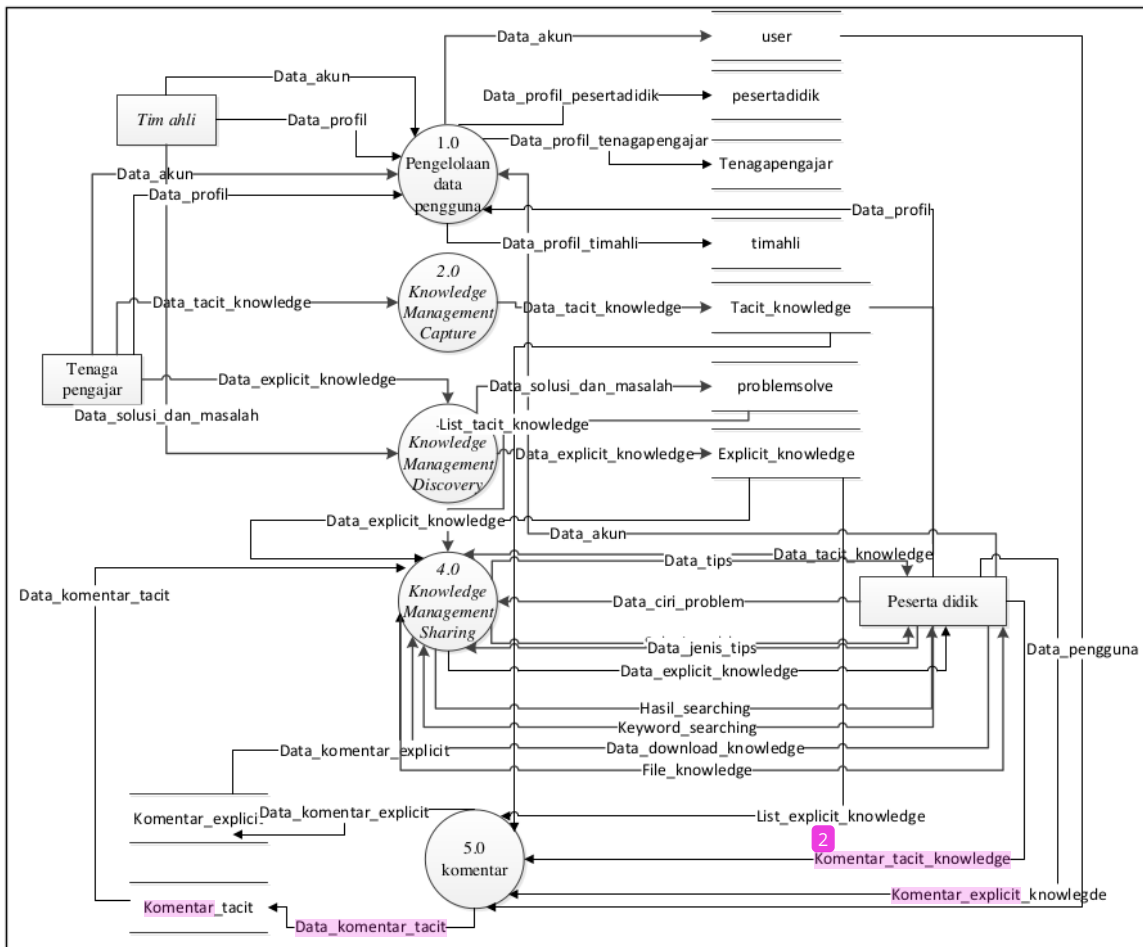 Data_akun
user
Data_akun
Data_profil_pesertadidik
pesertadidik
Tim ahli
Data_profil
1.0
Pengelolaan
data
pengguna
Data_profil_tenagapengajar
Tenagapengajar
Data_akun
Data_profil
Data_profil
Data_profil_timahli
timahli
2.0
Knowledge
Management
Capture
Data_tacit_knowledge
Data_tacit_knowledge
Tacit_knowledge
Tenaga
pengajar
Data_explicit_knowledge
Data_solusi_dan_masalah
problemsolve
Data_solusi_dan_masalah
List_tacit_knowledge
Knowledge
Management
Discovery
Data_explicit_knowledge
Explicit_knowledge
Data_explicit_knowledge
Data_akun
Data_tacit_knowledge
Data_tips
4.0
Knowledge
Management
Sharing
Data_komentar_tacit
Data_ciri_problem
Peserta didik
Data_jenis_tips
Data_pengguna
Data_explicit_knowledge
Hasil_searching
Keyword_searching
Data_komentar_explicit
Data_download_knowledge
File_knowledge
Komentar_explici
Data_komentar_explicit
List_explicit_knowledge
2
5.0
komentar
Komentar_tacit_knowledge
Komentar_explicit_knowlegde
Komentar_tacit
Data_komentar_tacit